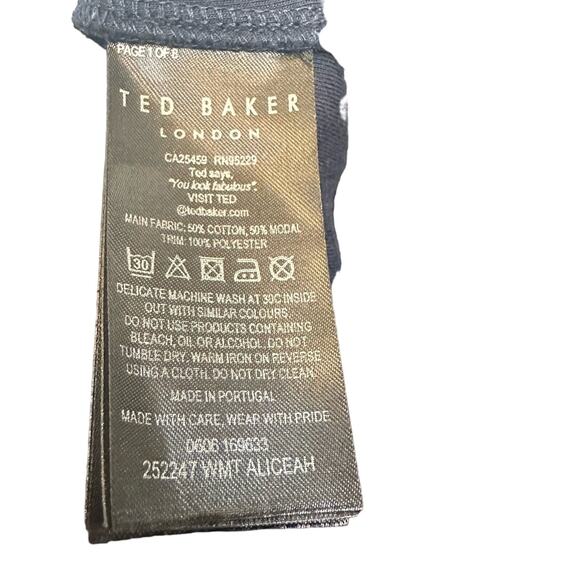 PAGE 1 OF 8
TED BAKER
LONDON
CA25459 RN95229
Ted says,
"You look fabulous".
VISIT TED
@tedbaker.com
MAIN FABRIC: 50% COTTON, 50% MODAL
TRIM: 100% POLYESTER
30
DELICATE MACHINE WASH AT 30C INSIDE
OUT WITH SIMILAR COLOURS.
DO NOT USE PRODUCTS CONTAINING
BLEACH, OIL OR ALCOHOL. DO NOT
TUMBLE DRY. WARM IRON ON REVERSE
USING A CLOTH. DO NOT DRY CLEAN.
MADE IN PORTUGAL
MADE WITH CARE, WEAR WITH PRIDE.
0606 169633
252247 WMT ALICEAH